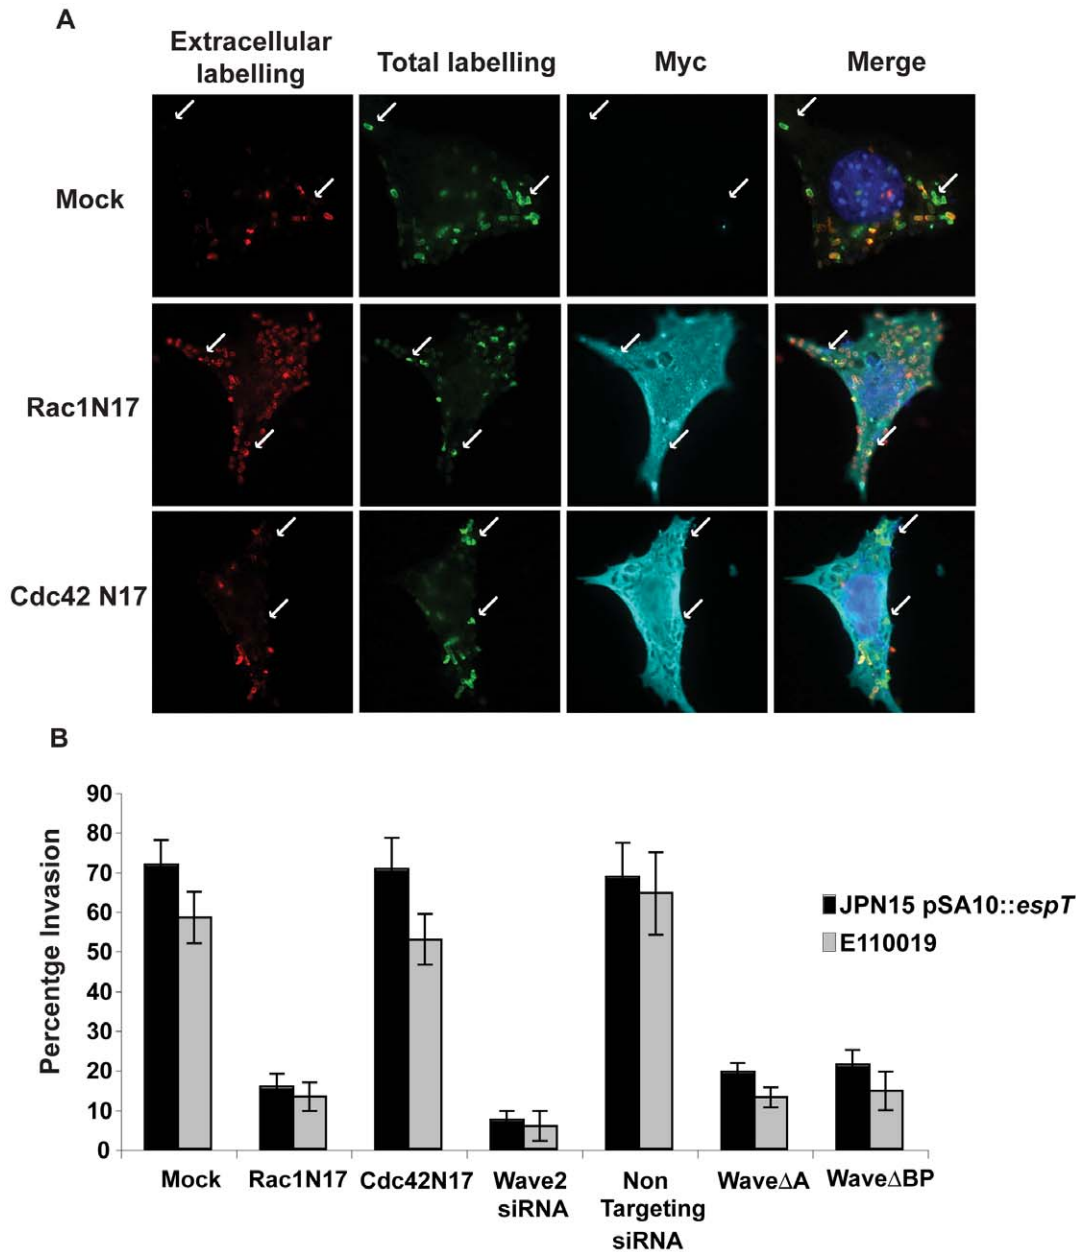 A
Extracellular
labelling
Total labelling
Myc
Merge
Mock
Rac1N17
Cdc42 N17
B
90
80
70
60
50
40
30
20
10
0
Percentge Invasion
JPN15 pSA10::espT
E110019
Mock
Rac1N17
Cdc42N17
Wave2
siRNA
Non
Targeting
siRNA
WaveΔA
WaveΔBP